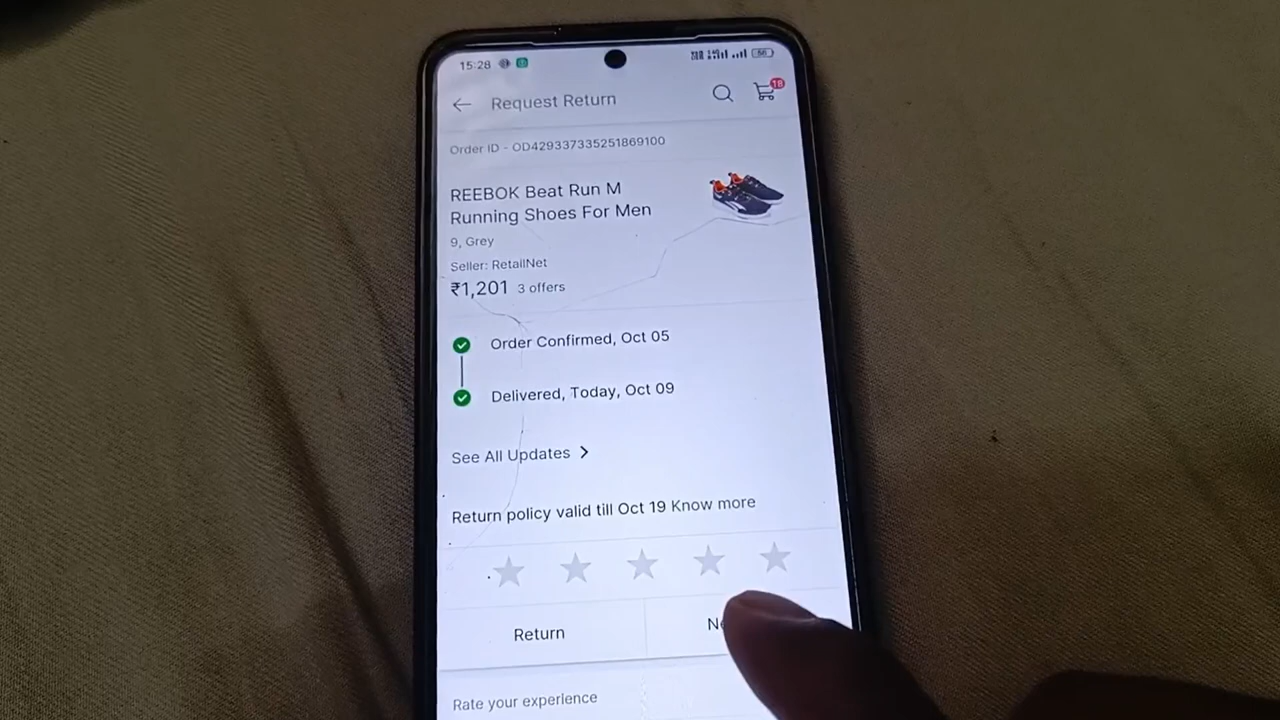 15:28
56
Request Return
18
Order ID - OD429337335251869100
REEBOK Beat Run M
Running Shoes For Men
9, Grey
Seller: RetailNet
₹1,201 3 offers
Order Confirmed, Oct 05
Delivered, Today, Oct 09
See All Updates
Return policy valid till Oct 19 Know more
Return
Rate your experience